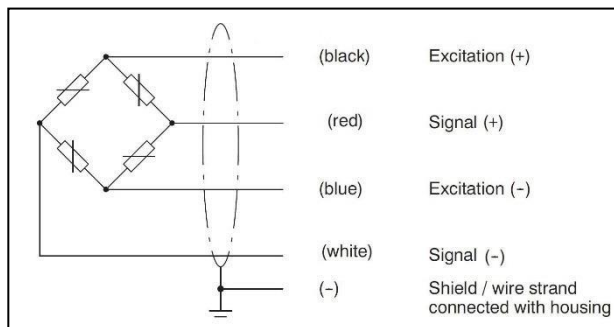 (black) Excitation (+)
(red) Signal (+)
(blue) Excitation (−)
(white) Signal (−)
(−) Shield / wire strand
connected with housing